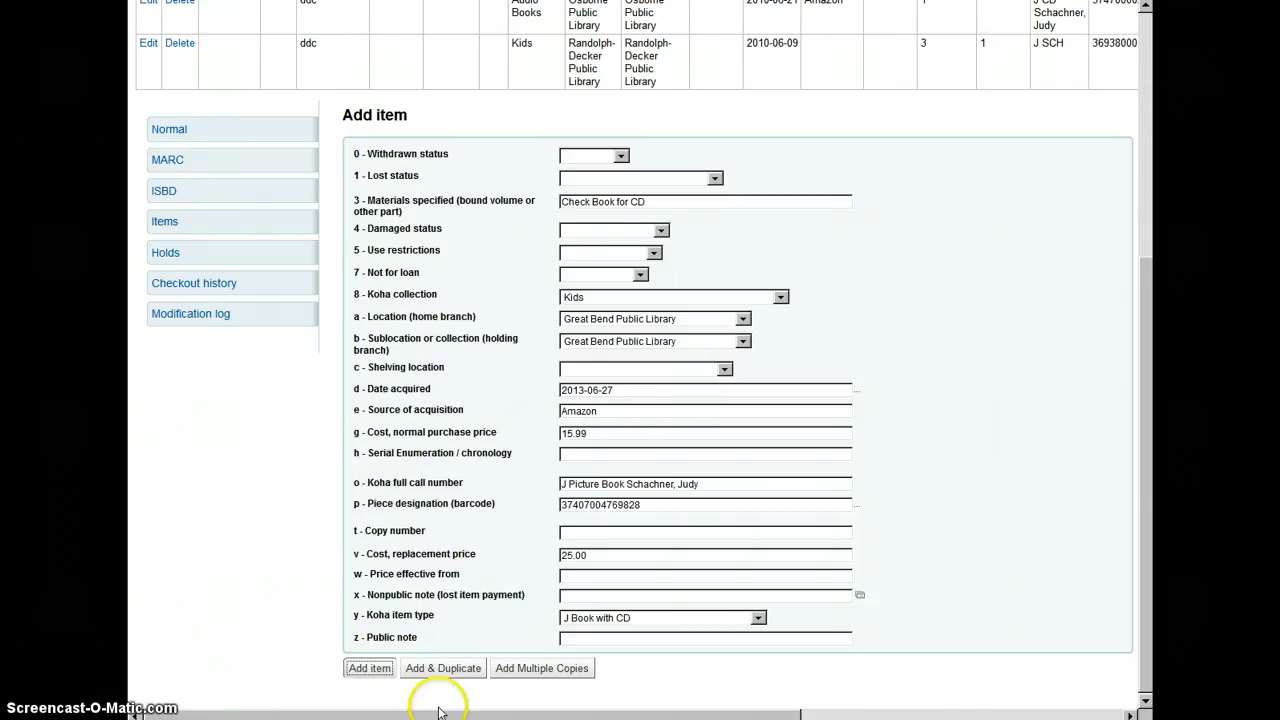 Edit Delete ddc Audio Books Osborne Public Library Osborne Public Library 2010-06-21 Amazon 1 J CD Schachner, Judy
Edit Delete ddc Kids Randolph-Decker Public Library Randolph-Decker Public Library 2010-06-09 3 1 J SCH 36938000
Add item
Normal
MARC
ISBD
Items
Holds
Checkout history
Modification log
0 - Withdrawn status
1 - Lost status
3 - Materials specified (bound volume or
other part)
Check Book for CD
4 - Damaged status
5 - Use restrictions
7 - Not for loan
8 - Koha collection Kids
a - Location (home branch) Great Bend Public Library
b - Sublocation or collection (holding
branch)
Great Bend Public Library
c - Shelving location
d - Date acquired 2013-06-27 ...
e - Source of acquisition Amazon
g - Cost, normal purchase price 15.99
h - Serial Enumeration / chronology
o - Koha full call number J Picture Book Schachner, Judy
p - Piece designation (barcode) 37407004769828 ...
t - Copy number
v - Cost, replacement price 25.00
w - Price effective from
x - Nonpublic note (lost item payment)
y - Koha item type J Book with CD
z - Public note
Add item Add & Duplicate Add Multiple Copies
Screencast-O-Matic.com